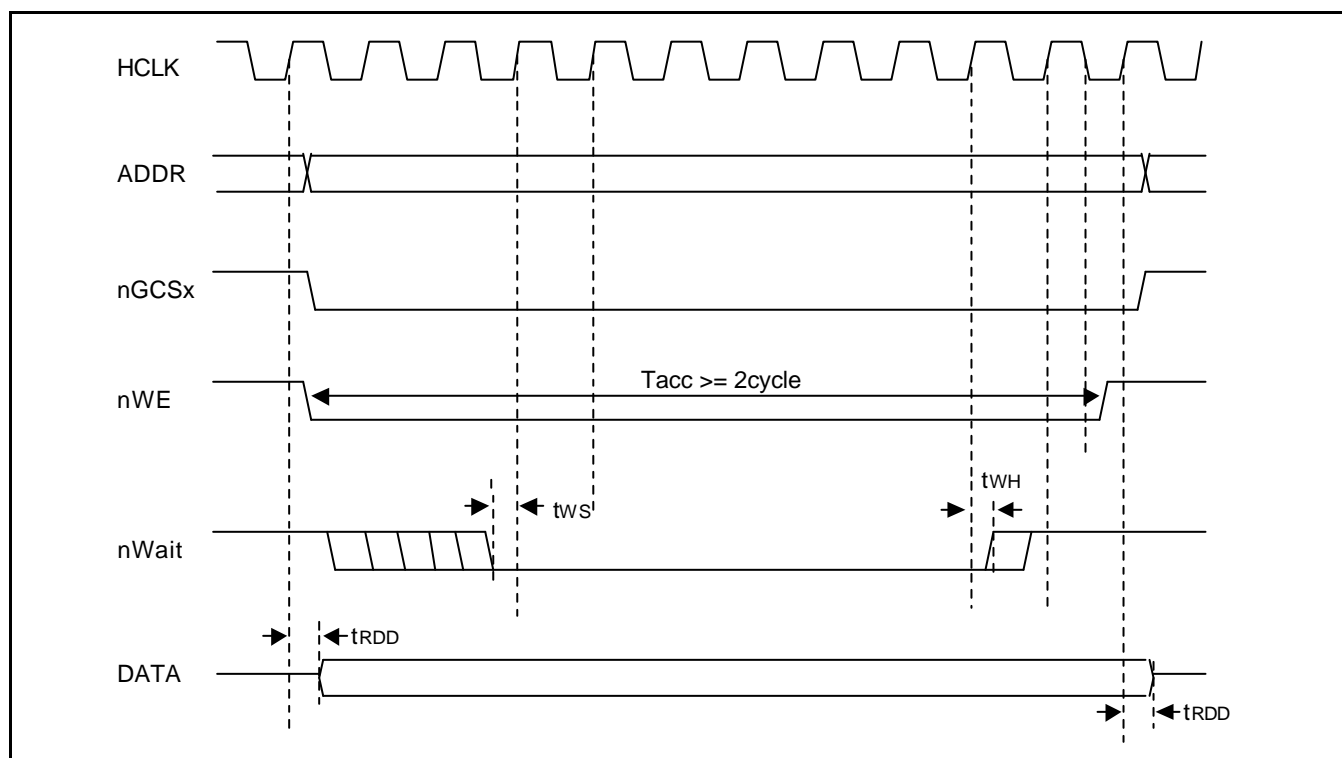 HCLK
ADDR
nGCSx
Tacc >= 2cycle
nWE
tWH
tWS
nWait
tRDD
DATA
tRDD